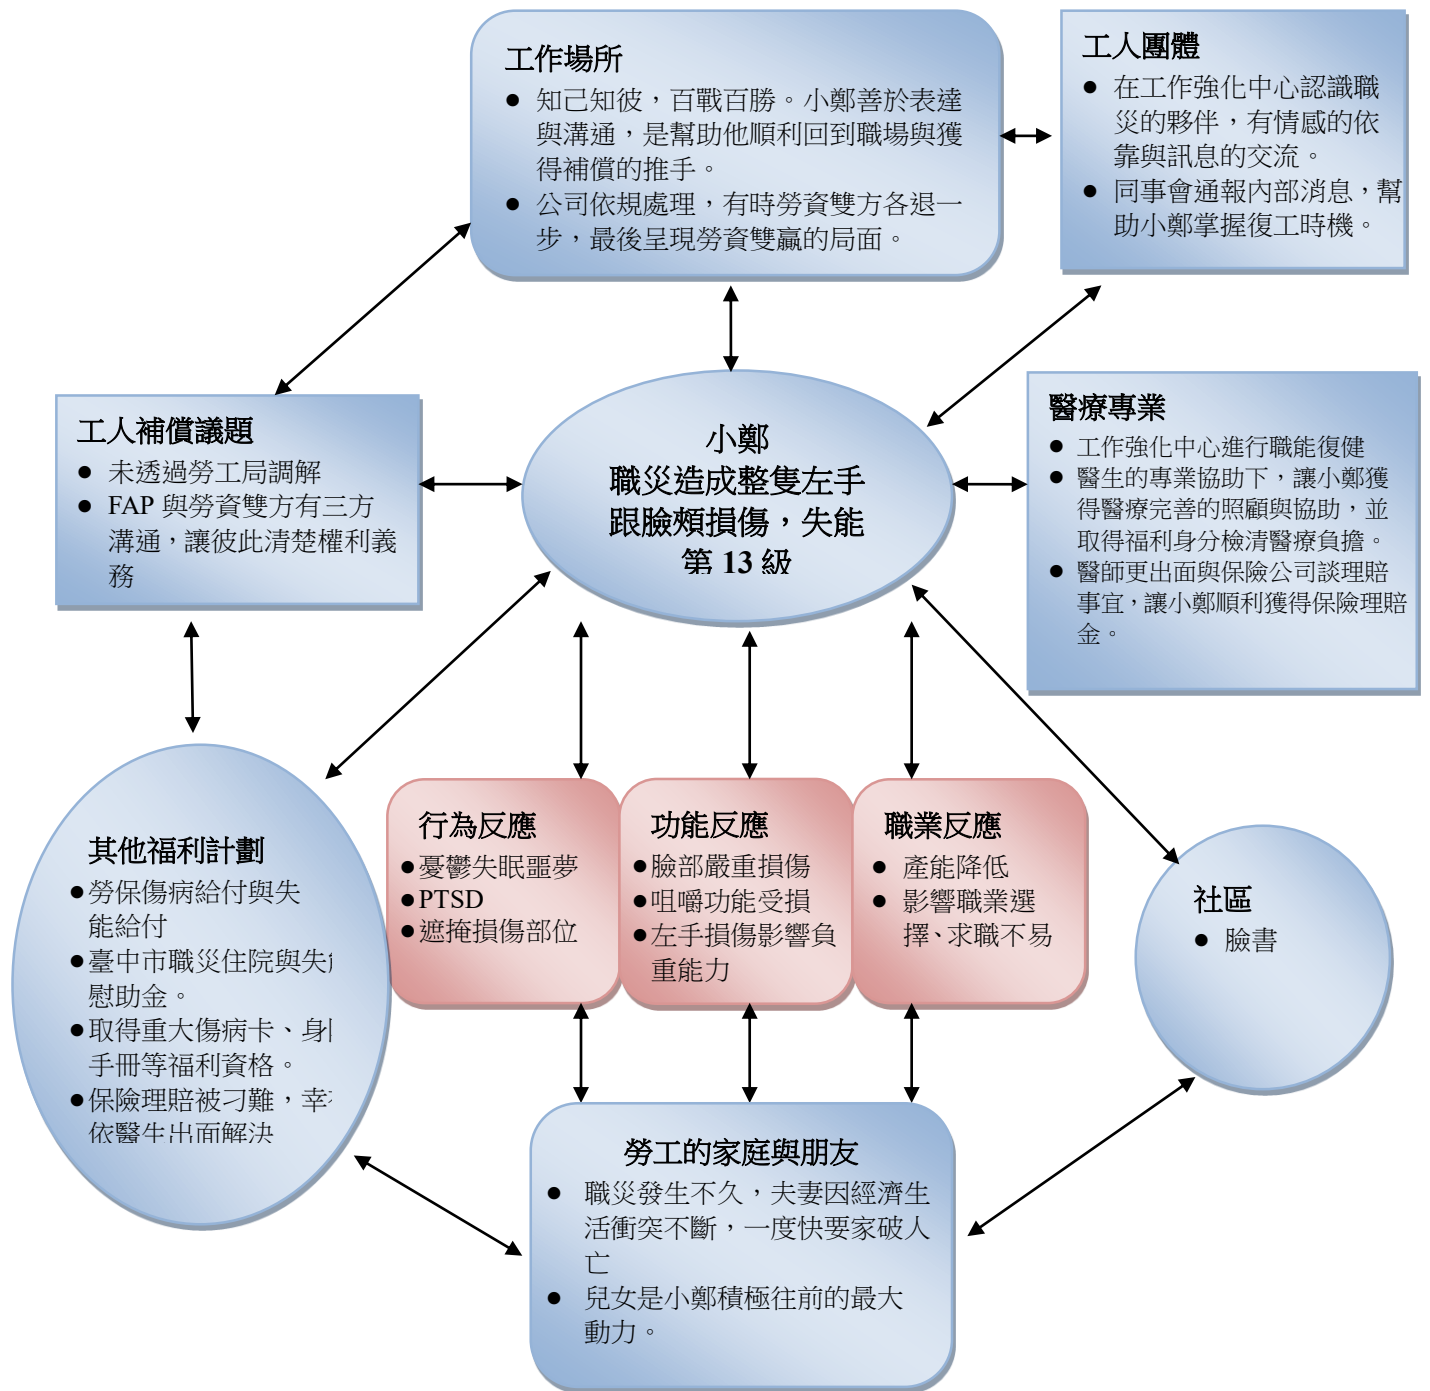 工作場所
● 知己知彼，百戰百勝。小鄭善於表達
與溝通，是幫助他順利回到職場與獲
得補償的推手。
● 公司依規處理，有時勞資雙方各退一
步，最後呈現勞資雙贏的局面。
工人團體
● 在工作強化中心認識職
災的夥伴，有情感的依
靠與訊息的交流。
● 同事會通報內部消息，幫
助小鄭掌握復工時機。
工人補償議題
● 未透過勞工局調解
● FAP 與勞資雙方有三方
溝通，讓彼此清楚權利義
務
小鄭
職災造成整隻左手
跟臉頰損傷，失能
第 13 級
醫療專業
● 工作強化中心進行職能復健
● 醫生的專業協助下，讓小鄭獲
得醫療完善的照顧與協助，並
取得福利身分檢清醫療負擔。
● 醫師更出面與保險公司談理賠
事宜，讓小鄭順利獲得保險理賠
金。
其他福利計劃
●勞保傷病給付與失
能給付
●臺中市職災住院與失
慰助金。
●取得重大傷病卡、身
手冊等福利資格。
●保險理賠被刁難，幸
依醫生出面解決
行為反應
●憂鬱失眠噩夢
●PTSD
●遮掩損傷部位
功能反應
●臉部嚴重損傷
●咀嚼功能受損
●左手損傷影響負
重能力
職業反應
● 產能降低
● 影響職業選
擇、求職不易
社區
● 臉書
勞工的家庭與朋友
● 職災發生不久，夫妻因經濟生
活衝突不斷，一度快要家破人
亡
● 兒女是小鄭積極往前的最大
動力。